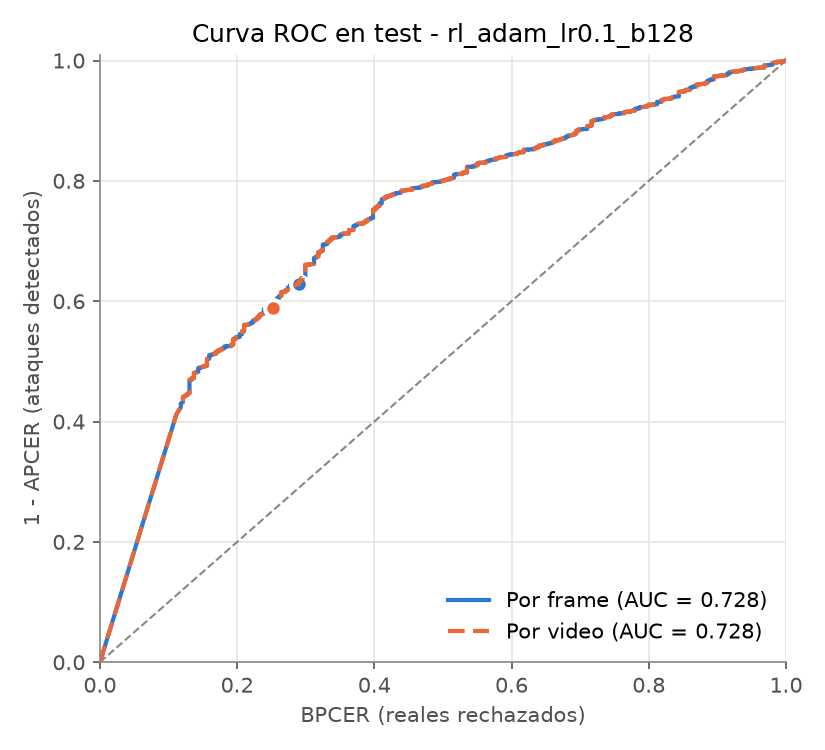 Curva ROC en test - rl_adam_lr0.1_b128
1 - APCER (ataques detectados)
1.0
0.8
0.6
0.4
0.2
0.0
Por frame (AUC = 0.728)
Por video (AUC = 0.728)
0.0 0.2 0.4 0.6 0.8 1.0
BPCER (reales rechazados)